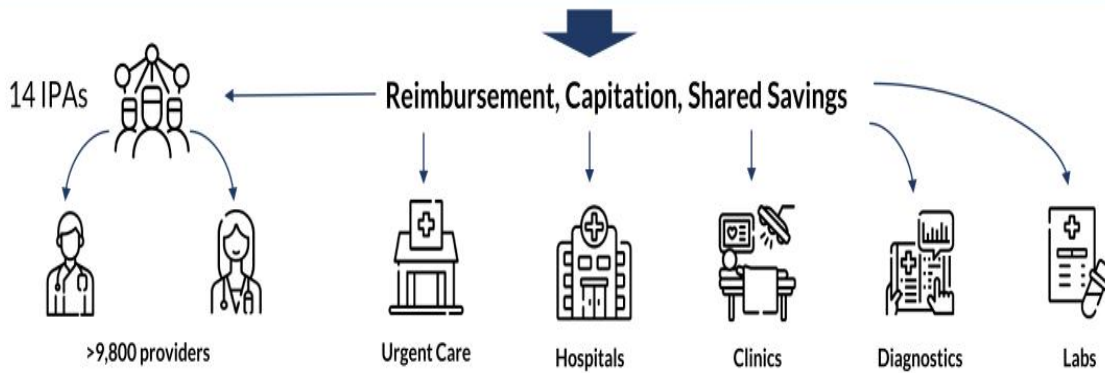 14 IPAs
Reimbursement, Capitation, Shared Savings
>9,800 providers
Urgent Care
Hospitals
Clinics
Diagnostics
Labs